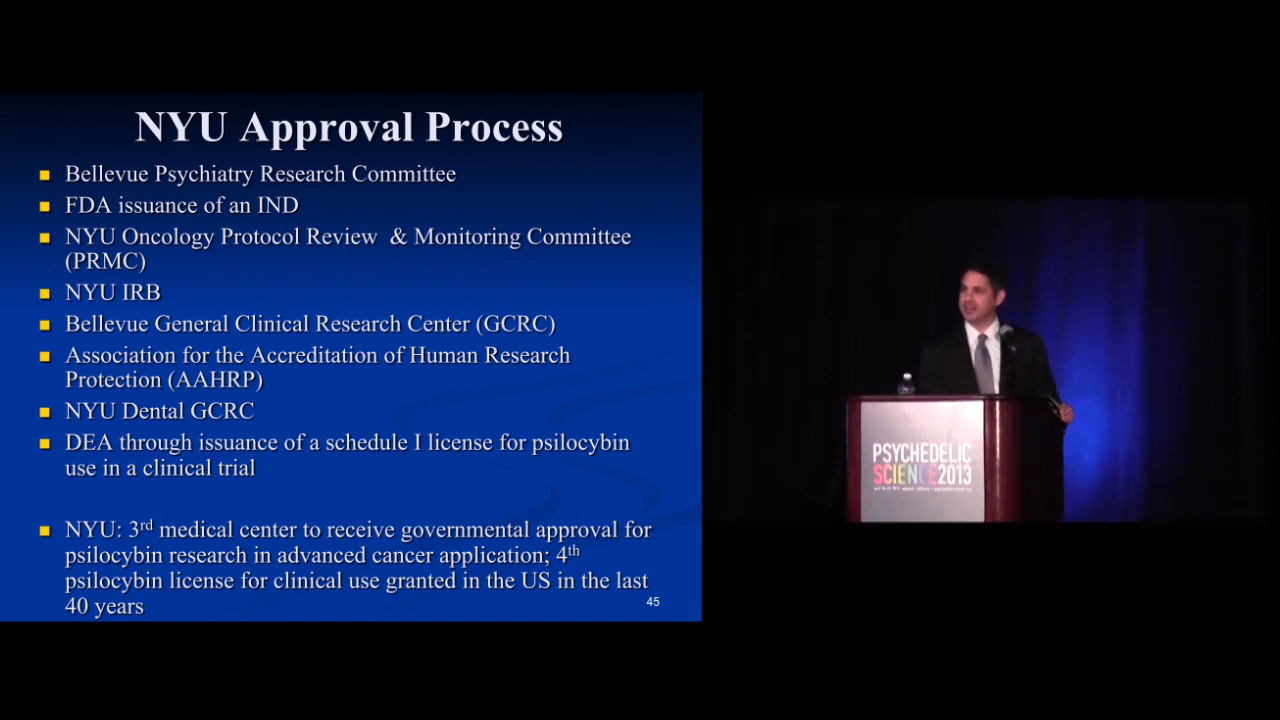 NYU Approval Process
Bellevue Psychiatry Research Committee
FDA issuance of an IND
NYU Oncology Protocol Review & Monitoring Committee
(PRMC)
NYU IRB
Bellevue General Clinical Research Center (GCRC)
Association for the Accreditation of Human Research
Protection (AAHRP)
NYU Dental GCRC
DEA through issuance of a schedule I license for psilocybin
use in a clinical trial
NYU: 3rd medical center to receive governmental approval for
psilocybin research in advanced cancer application; 4th
psilocybin license for clinical use granted in the US in the last
40 years
45
PSYCHEDELIC
SCIENCE2013